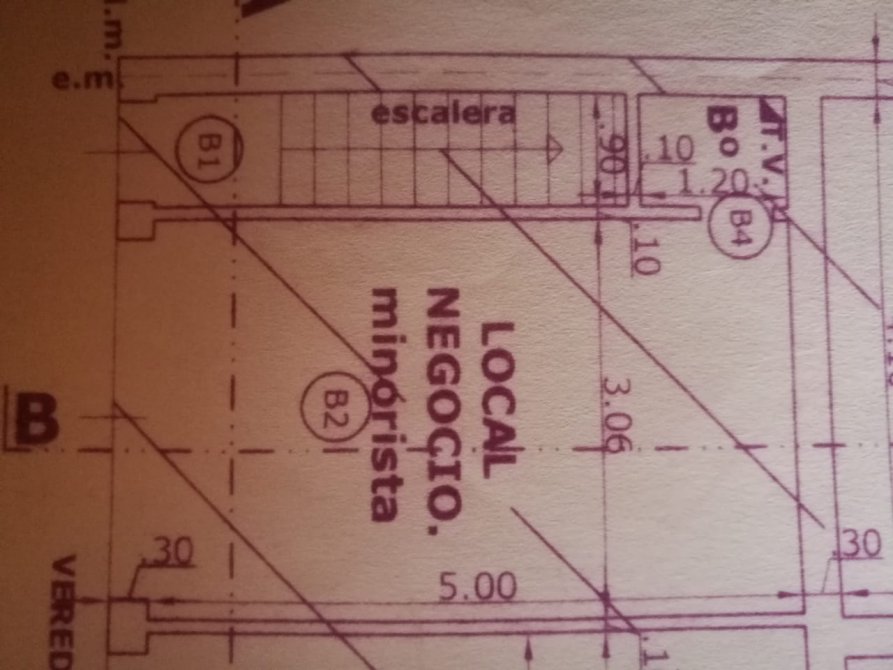 e.m.
escalera
B1
.90
.10
Bo
T.V.
1.20
B4
.10
LOCAL
NEGOCIO.
minórista
B2
3.06
B
.30
5.00
.30
VERED